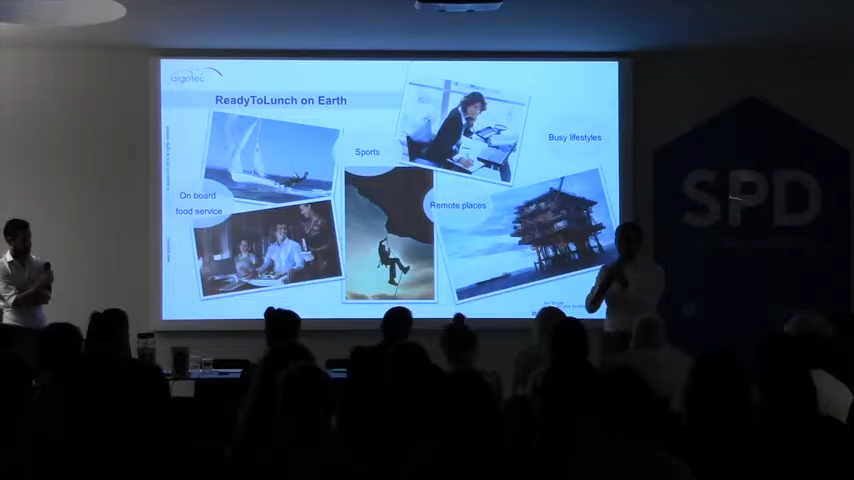 argotec
ReadyToLunch on Earth
Sports
Busy lifestyles
On board
food service
Remote places
SPD